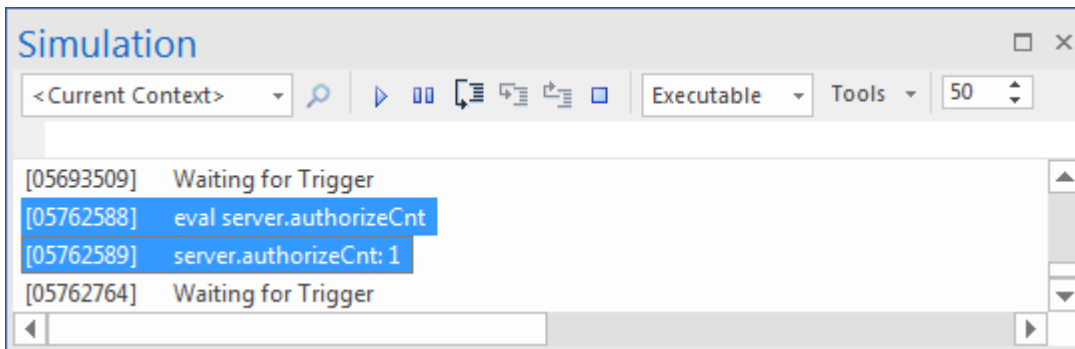 Simulation
<Current Context> Executable Tools 50
[05693509] Waiting for Trigger
[05762588] eval server.authorizeCnt
[05762589] server.authorizeCnt: 1
[05762764] Waiting for Trigger